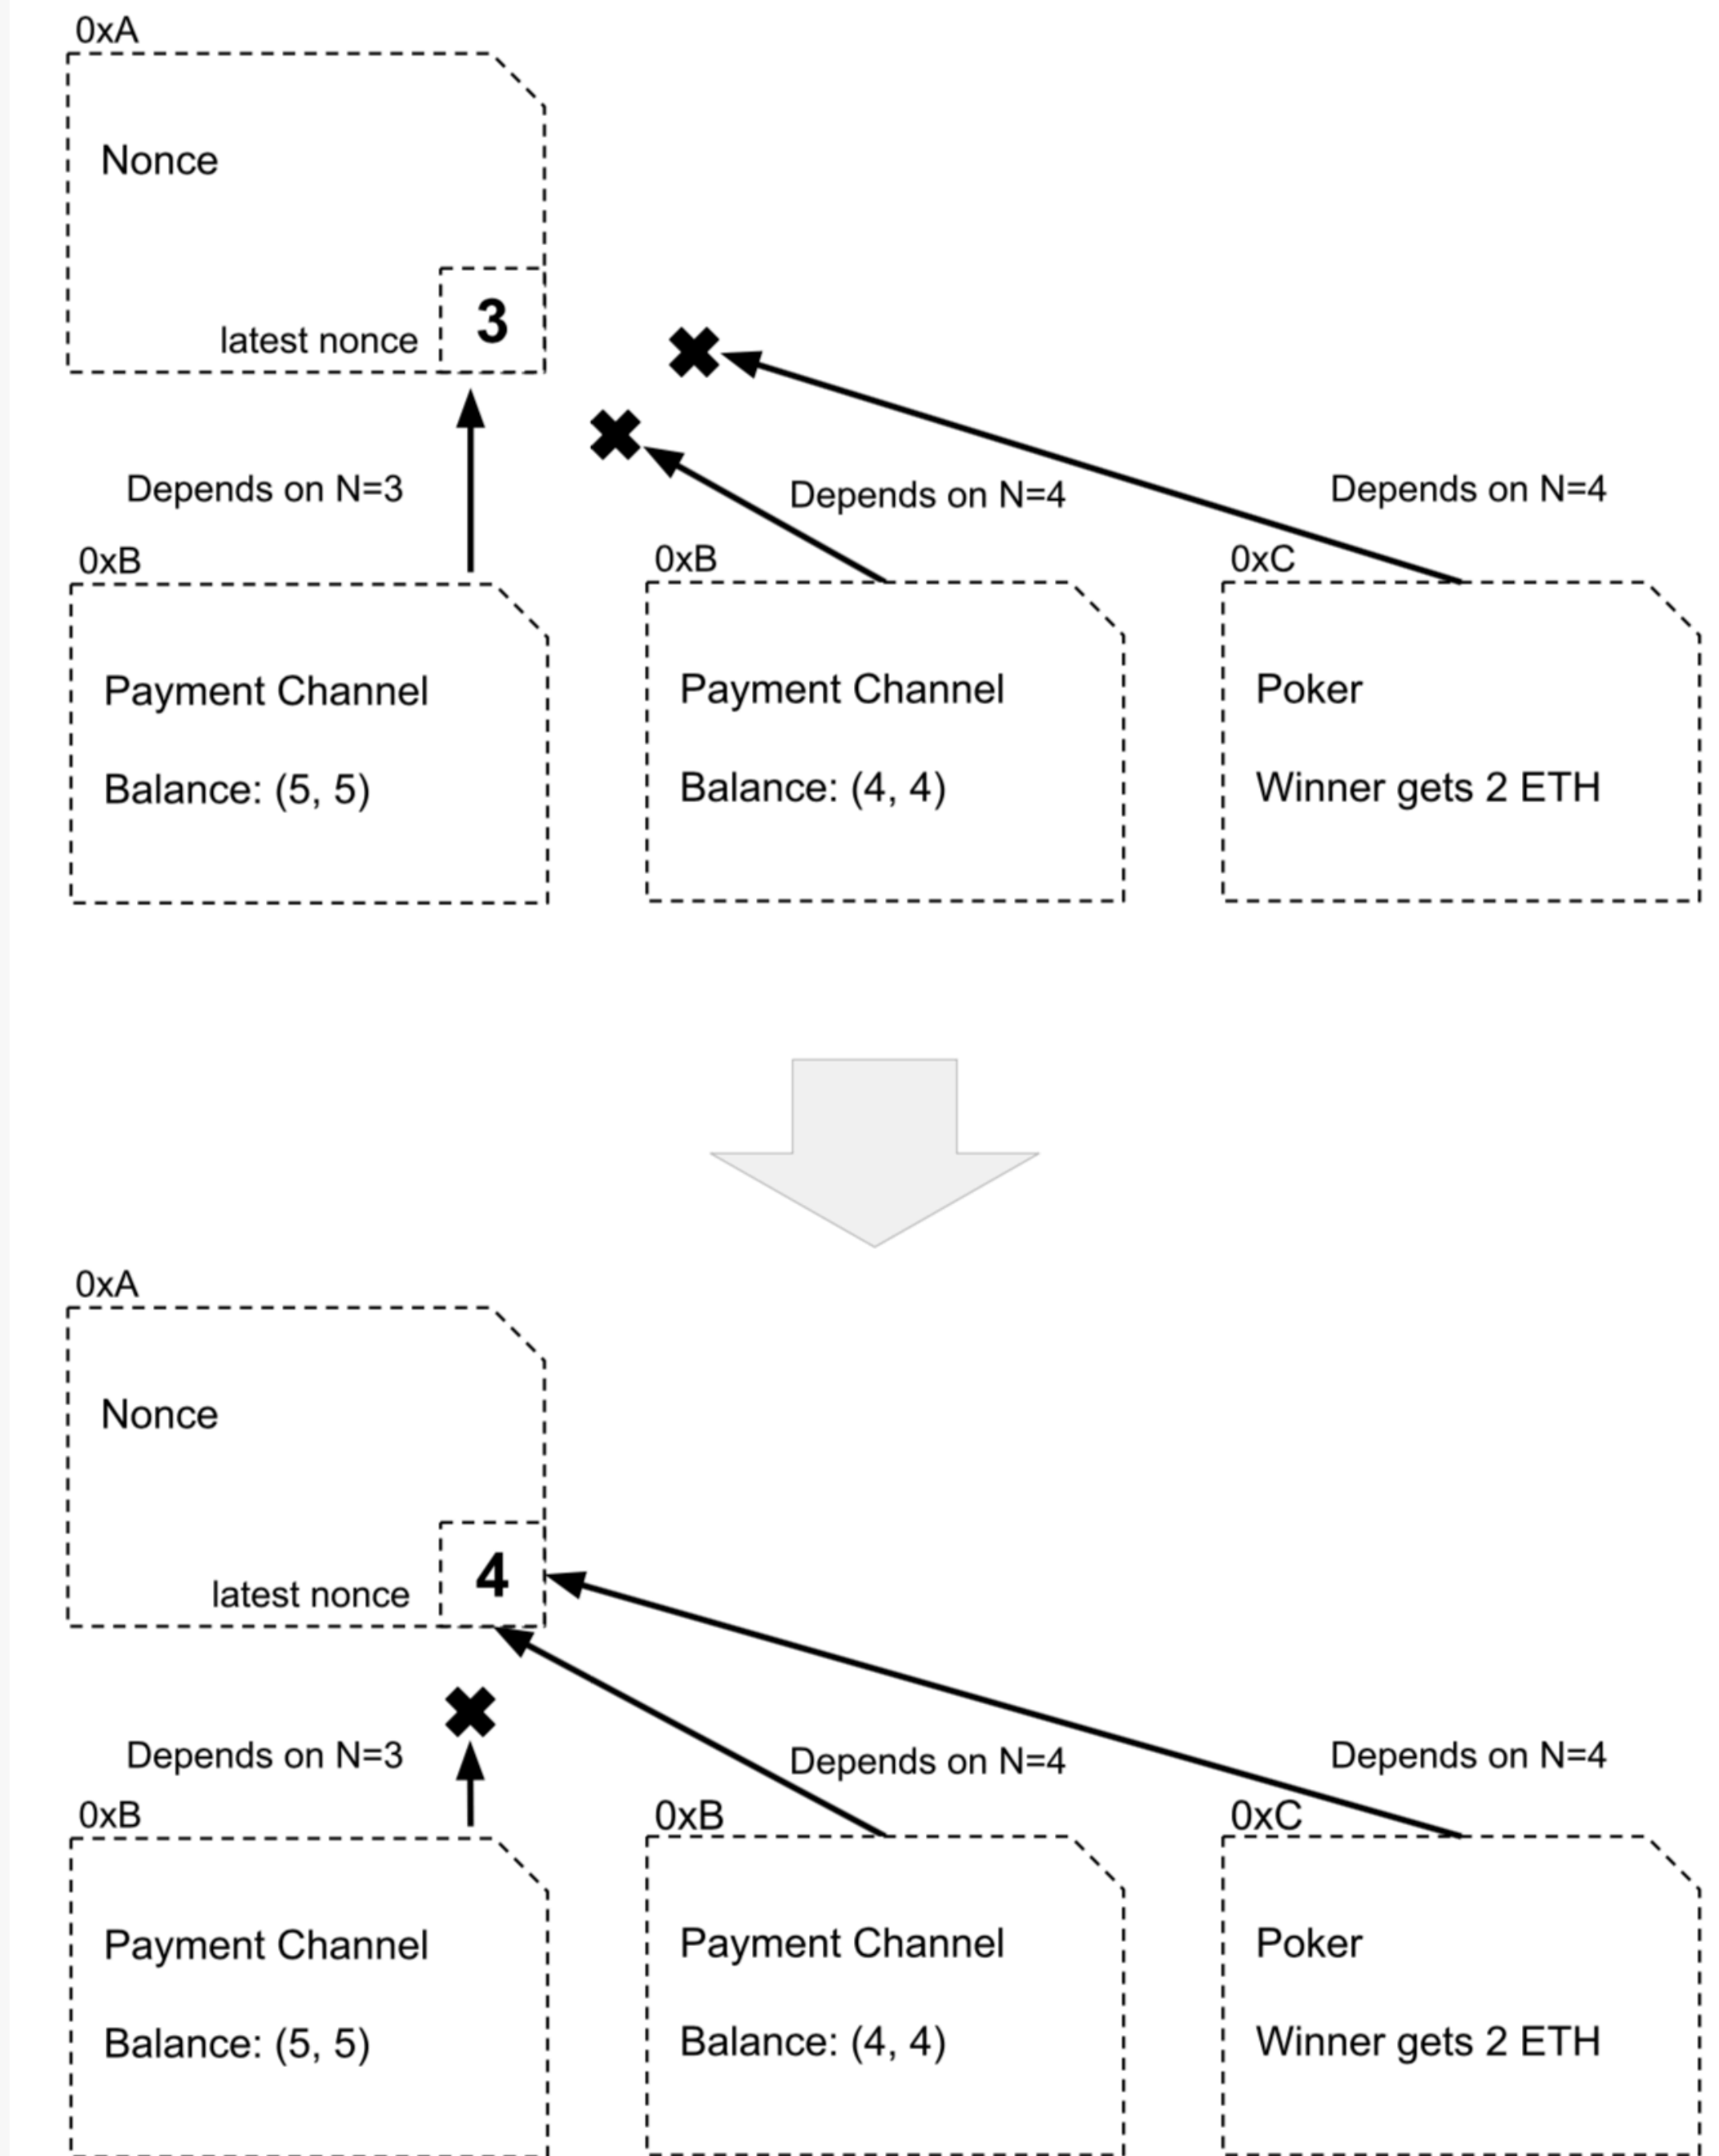 0xA
Nonce
latest nonce
3
Depends on N=3
Depends on N=4
Depends on N=4
0xB
0xB
0xC
Payment Channel
Balance: (5, 5)
Payment Channel
Balance: (4, 4)
Poker
Winner gets 2 ETH
0xA
Nonce
latest nonce
4
Depends on N=3
Depends on N=4
Depends on N=4
0xB
0xB
0xC
Payment Channel
Balance: (5, 5)
Payment Channel
Balance: (4, 4)
Poker
Winner gets 2 ETH